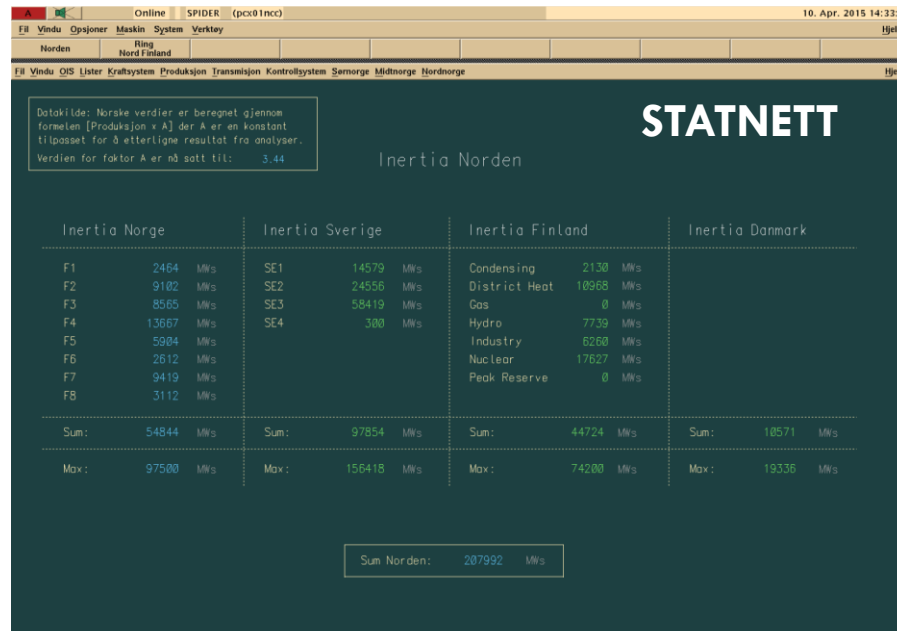 A Online SPIDER (pcx01ncc) 10. Apr. 2015 14:33:
Fil Vindu Opsjoner Maskin System Verktøy Hjel
Norden Ring Nord Finland
Fil Vindu OIS Lister Kraftsystem Produksjon Transmisjon Kontrollsystem Sørnorge Midtnorge Nordnorge Hje
Datakilde: Norske verdier er beregnet gjennom
formelen [Produksjon x A] der A er en konstant
tilpasset for å etterligne resultat fra analyser.
Verdien for faktor A er nå satt til: 3.44
STATNETT
Inertia Norden
Inertia Norge Inertia Sverige Inertia Finland Inertia Danmark
F1 2464 MWs SE1 14579 MWs Condensing 2130 MWs
F2 9102 MWs SE2 24556 MWs District Heat 10968 MWs
F3 8565 MWs SE3 58419 MWs Gas 0 MWs
F4 13667 MWs SE4 300 MWs Hydro 7739 MWs
F5 5904 MWs Industry 6260 MWs
F6 2612 MWs Nuclear 17627 MWs
F7 9419 MWs Peak Reserve 0 MWs
F8 3112 MWs
Sum: 54844 MWs Sum: 97854 MWs Sum: 44724 MWs Sum: 10571 MWs
Max: 97500 MWs Max: 156418 MWs Max: 74200 MWs Max: 19336 MWs
Sum Norden: 207992 MWs